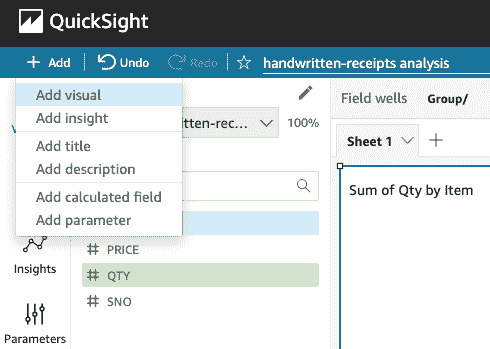 QuickSight
+ Add Undo Redo handwritten-receipts analysis
Add visual
Add insight
Add title
Add description
Add calculated field
Add parameter
tten-rec... 100%
PRICE
QTY
SNO
Insights
Parameters
Field wells Group/
Sheet 1 +
Sum of Qty by Item